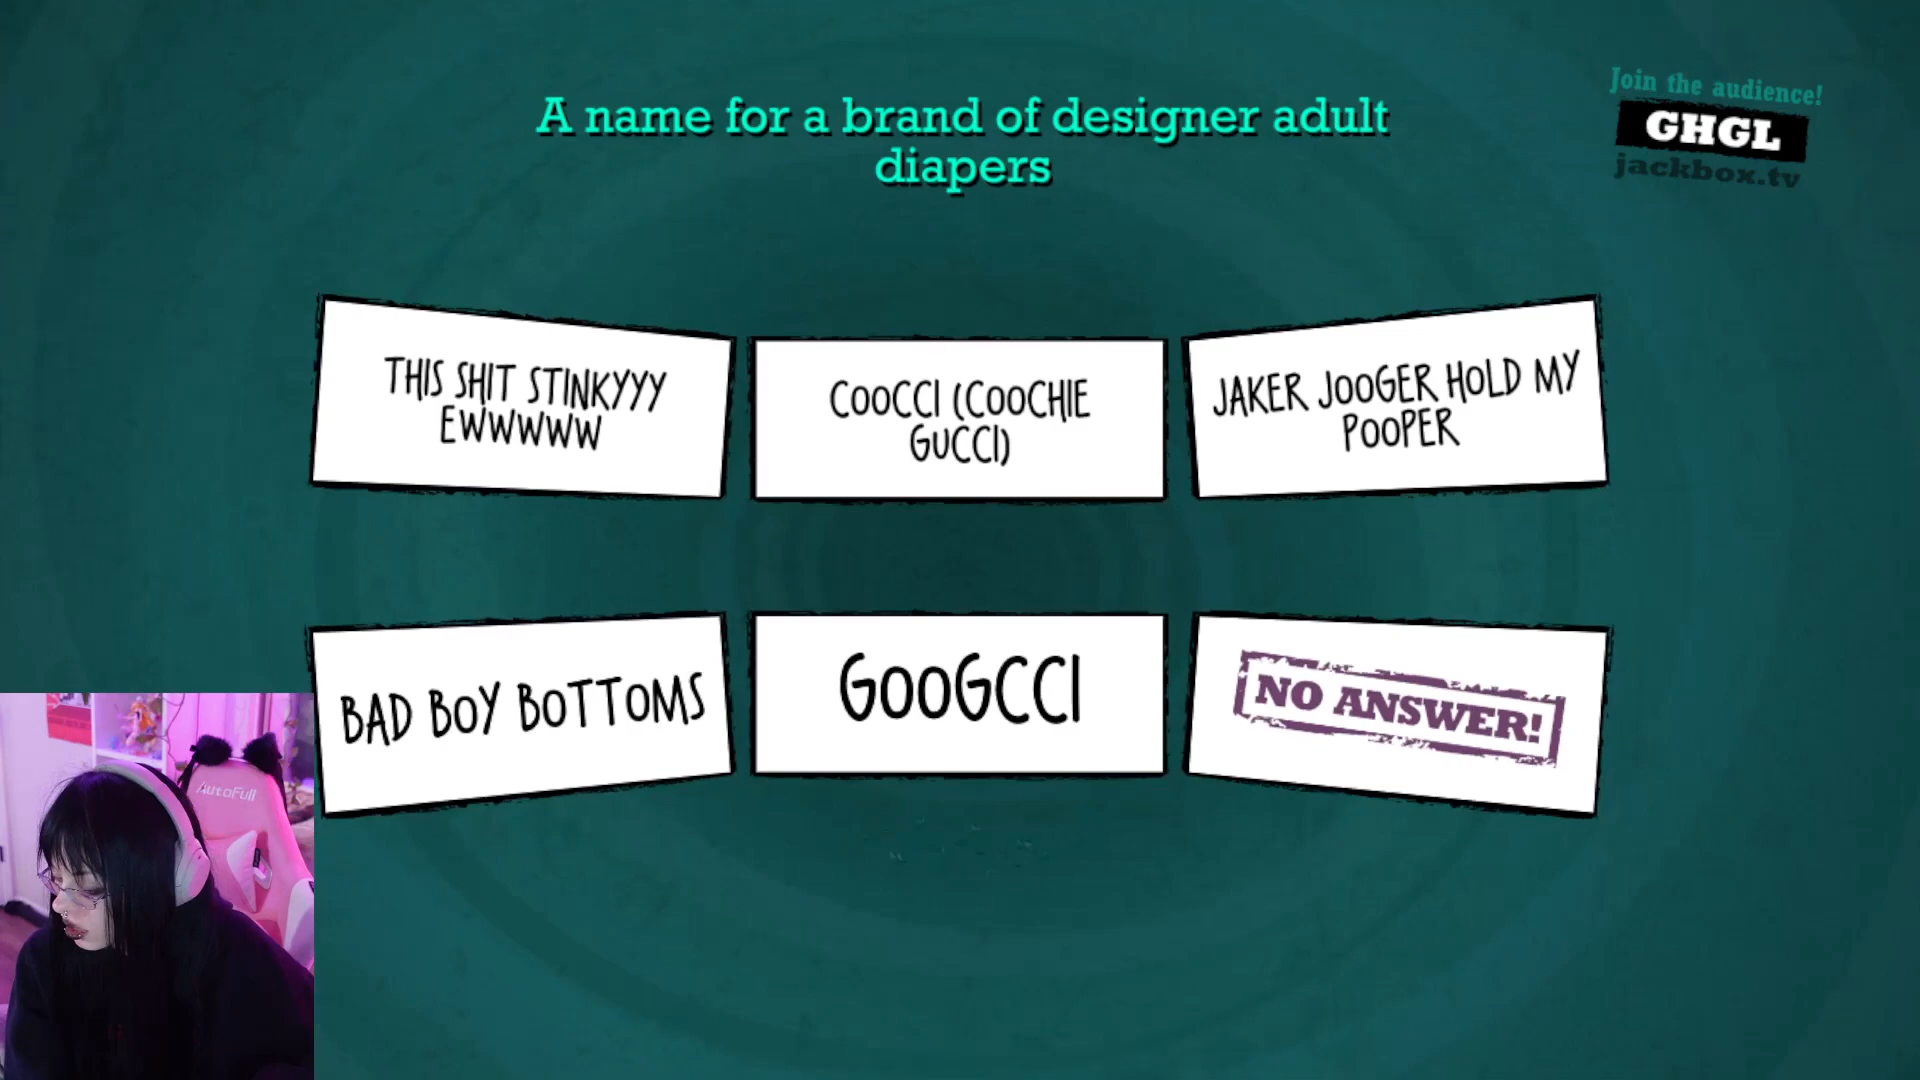 Join the audience!
GHGL
jackbox.tv
A name for a brand of designer adult
diapers
THIS SHIT STINKYYY
EWWWWW
COOCCI (COOCHIE
GUCCI)
JAKER JOOGER HOLD MY
POOPER
BAD BOY BOTTOMS
GOOGCCI
NO ANSWER!
AutoFull